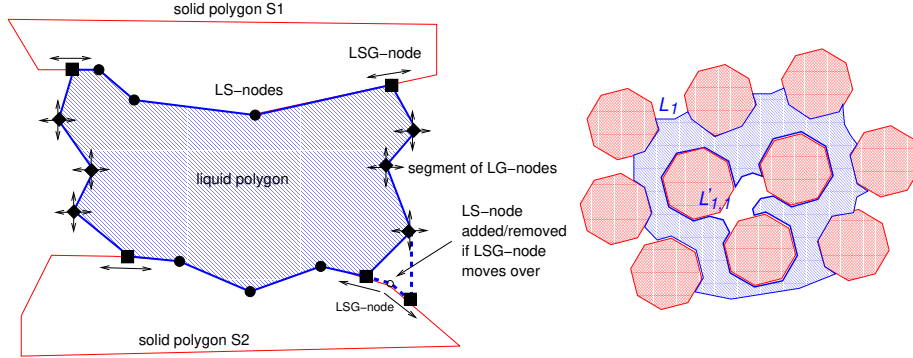 solid polygon S1
LSG−node
LS−nodes
liquid polygon
segment of LG−nodes
LS−node
added/removed
if LSG−node
moves over
LSG−node
solid polygon S2
L1
L'1,1